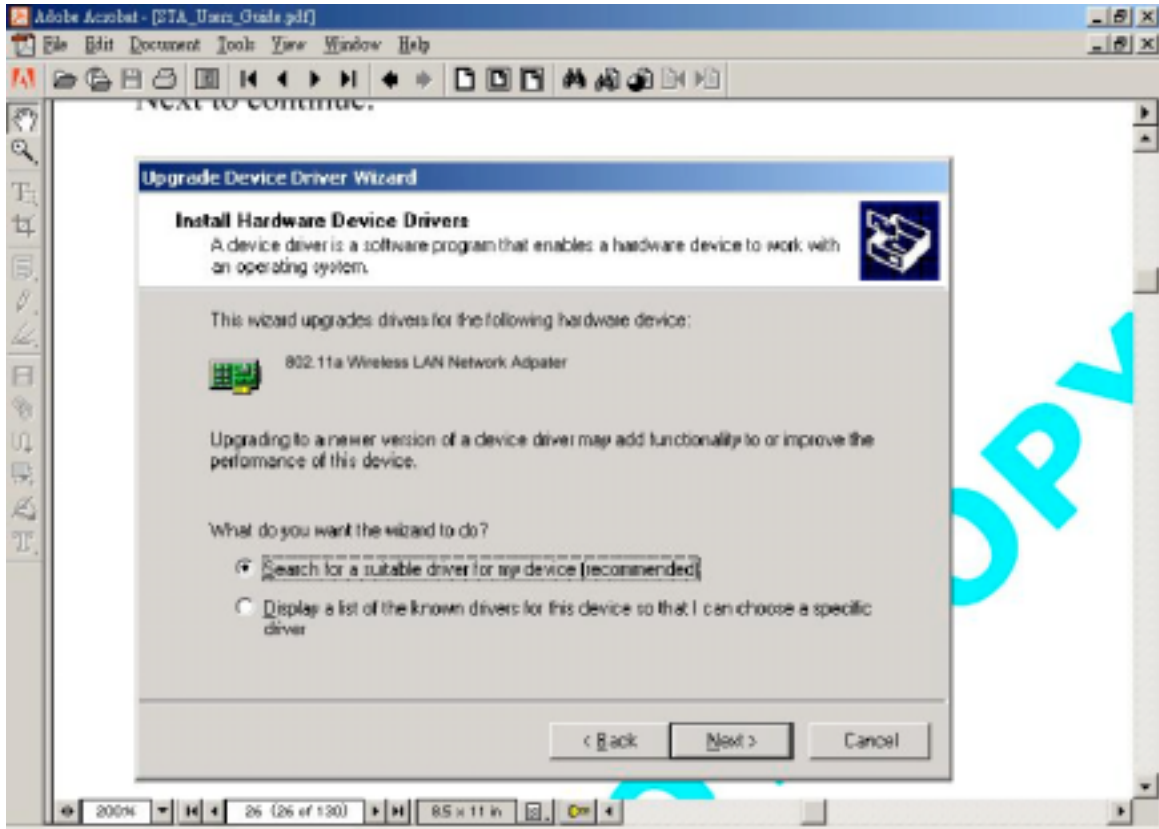 Adobe Acrobat - [STA_Users_Guide.pdf]
File Edit Document Tools View Window Help
Next to continue.
Upgrade Device Driver Wizard
Install Hardware Device Drivers
A device driver is a software program that enables a hardware device to work with
an operating system.
This wizard upgrades drivers for the following hardware device:
802.11a Wireless LAN Network Adpater
Upgrading to a newer version of a device driver may add functionality to or improve the
performance of this device.
What do you want the wizard to do?
Search for a suitable driver for my device (recommended)
Display a list of the known drivers for this device so that I can choose a specific
driver
< Back Next > Cancel
OPY
200% 26 (26 of 130) 8.5 x 11 in